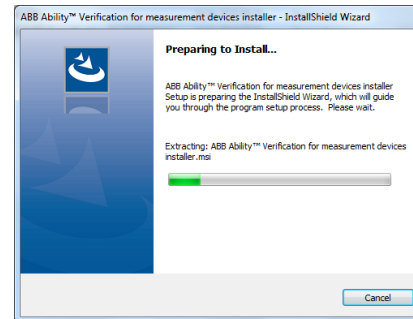 ABB Ability™ Verification for measurement devices installer - InstallShield Wizard
Preparing to Install...
ABB Ability™ Verification for measurement devices installer
Setup is preparing the InstallShield Wizard, which will guide
you through the program setup process. Please wait.
Extracting: ABB Ability™ Verification for measurement devices
installer.msi
Cancel